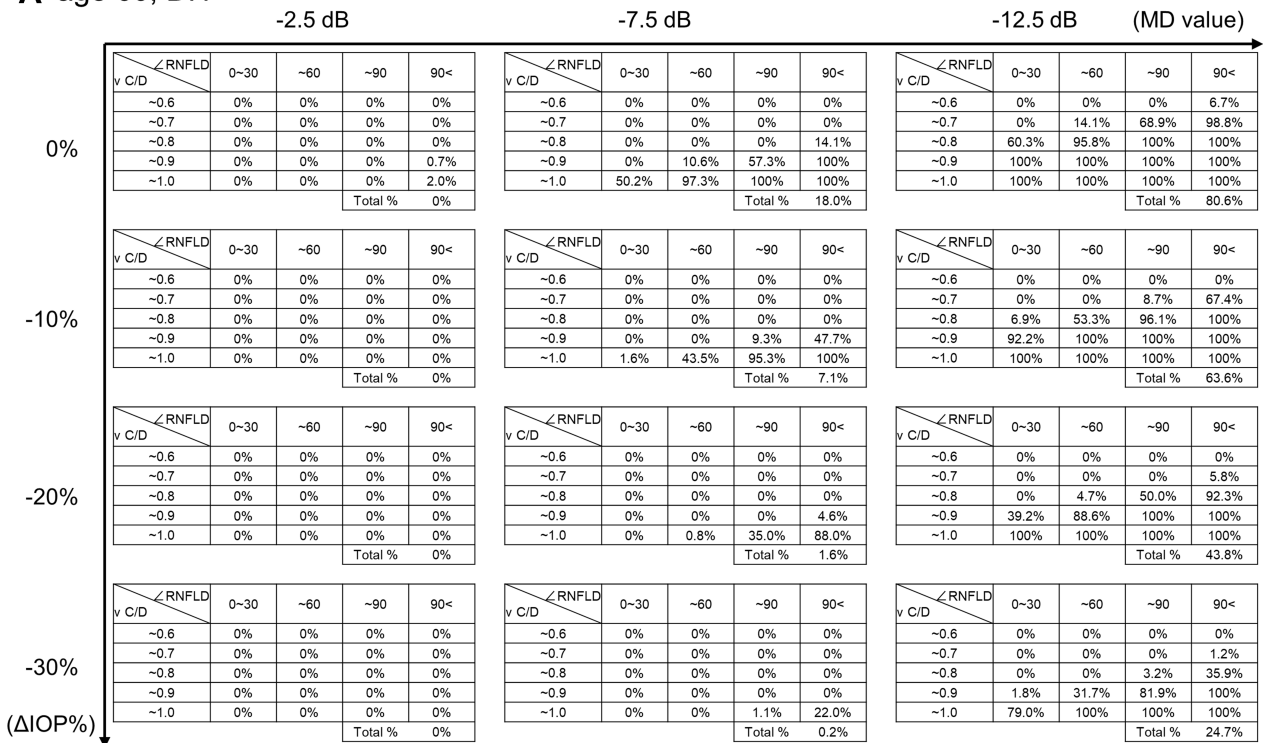 -2.5 dB -7.5 dB -12.5 dB (MD value)
0%
∠RNFLD 0~30 ~60 ~90 90<
v C/D
~0.6 0% 0% 0% 0%
~0.7 0% 0% 0% 0%
~0.8 0% 0% 0% 0%
~0.9 0% 0% 0% 0.7%
~1.0 0% 0% 0% 2.0%
Total % 0%
∠RNFLD 0~30 ~60 ~90 90<
v C/D
~0.6 0% 0% 0% 0%
~0.7 0% 0% 0% 0%
~0.8 0% 0% 0% 14.1%
~0.9 0% 10.6% 57.3% 100%
~1.0 50.2% 97.3% 100% 100%
Total % 18.0%
∠RNFLD 0~30 ~60 ~90 90<
v C/D
~0.6 0% 0% 0% 6.7%
~0.7 0% 14.1% 68.9% 98.8%
~0.8 60.3% 95.8% 100% 100%
~0.9 100% 100% 100% 100%
~1.0 100% 100% 100% 100%
Total % 80.6%
-10%
∠RNFLD 0~30 ~60 ~90 90<
v C/D
~0.6 0% 0% 0% 0%
~0.7 0% 0% 0% 0%
~0.8 0% 0% 0% 0%
~0.9 0% 0% 0% 0%
~1.0 0% 0% 0% 0%
Total % 0%
∠RNFLD 0~30 ~60 ~90 90<
v C/D
~0.6 0% 0% 0% 0%
~0.7 0% 0% 0% 0%
~0.8 0% 0% 0% 0%
~0.9 0% 0% 9.3% 47.7%
~1.0 1.6% 43.5% 95.3% 100%
Total % 7.1%
∠RNFLD 0~30 ~60 ~90 90<
v C/D
~0.6 0% 0% 0% 0%
~0.7 0% 0% 8.7% 67.4%
~0.8 6.9% 53.3% 96.1% 100%
~0.9 92.2% 100% 100% 100%
~1.0 100% 100% 100% 100%
Total % 63.6%
-20%
∠RNFLD 0~30 ~60 ~90 90<
v C/D
~0.6 0% 0% 0% 0%
~0.7 0% 0% 0% 0%
~0.8 0% 0% 0% 0%
~0.9 0% 0% 0% 0%
~1.0 0% 0% 0% 0%
Total % 0%
∠RNFLD 0~30 ~60 ~90 90<
v C/D
~0.6 0% 0% 0% 0%
~0.7 0% 0% 0% 0%
~0.8 0% 0% 0% 0%
~0.9 0% 0% 0% 4.6%
~1.0 0% 0.8% 35.0% 88.0%
Total % 1.6%
∠RNFLD 0~30 ~60 ~90 90<
v C/D
~0.6 0% 0% 0% 0%
~0.7 0% 0% 0% 5.8%
~0.8 0% 4.7% 50.0% 92.3%
~0.9 39.2% 88.6% 100% 100%
~1.0 100% 100% 100% 100%
Total % 43.8%
-30%
(ΔIOP%)
∠RNFLD 0~30 ~60 ~90 90<
v C/D
~0.6 0% 0% 0% 0%
~0.7 0% 0% 0% 0%
~0.8 0% 0% 0% 0%
~0.9 0% 0% 0% 0%
~1.0 0% 0% 0% 0%
Total % 0%
∠RNFLD 0~30 ~60 ~90 90<
v C/D
~0.6 0% 0% 0% 0%
~0.7 0% 0% 0% 0%
~0.8 0% 0% 0% 0%
~0.9 0% 0% 0% 0%
~1.0 0% 0% 1.1% 22.0%
Total % 0.2%
∠RNFLD 0~30 ~60 ~90 90<
v C/D
~0.6 0% 0% 0% 0%
~0.7 0% 0% 0% 1.2%
~0.8 0% 0% 3.2% 35.9%
~0.9 1.8% 31.7% 81.9% 100%
~1.0 79.0% 100% 100% 100%
Total % 24.7%